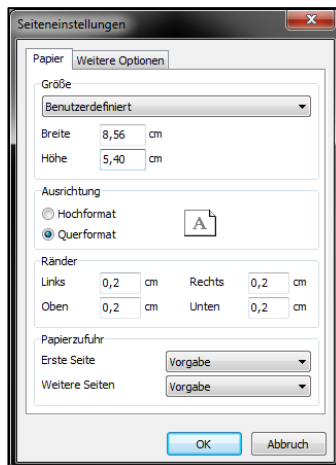 Seiteneinstellungen
Papier Weitere Optionen
Größe
Benutzerdefiniert
Breite 8,56 cm
Höhe 5,40 cm
Ausrichtung
Hochformat
A
Querformat
Ränder
Links 0,2 cm Rechts 0,2 cm
Oben 0,2 cm Unten 0,2 cm
Papierzufuhr
Erste Seite Vorgabe
Weitere Seiten Vorgabe
OK Abbruch